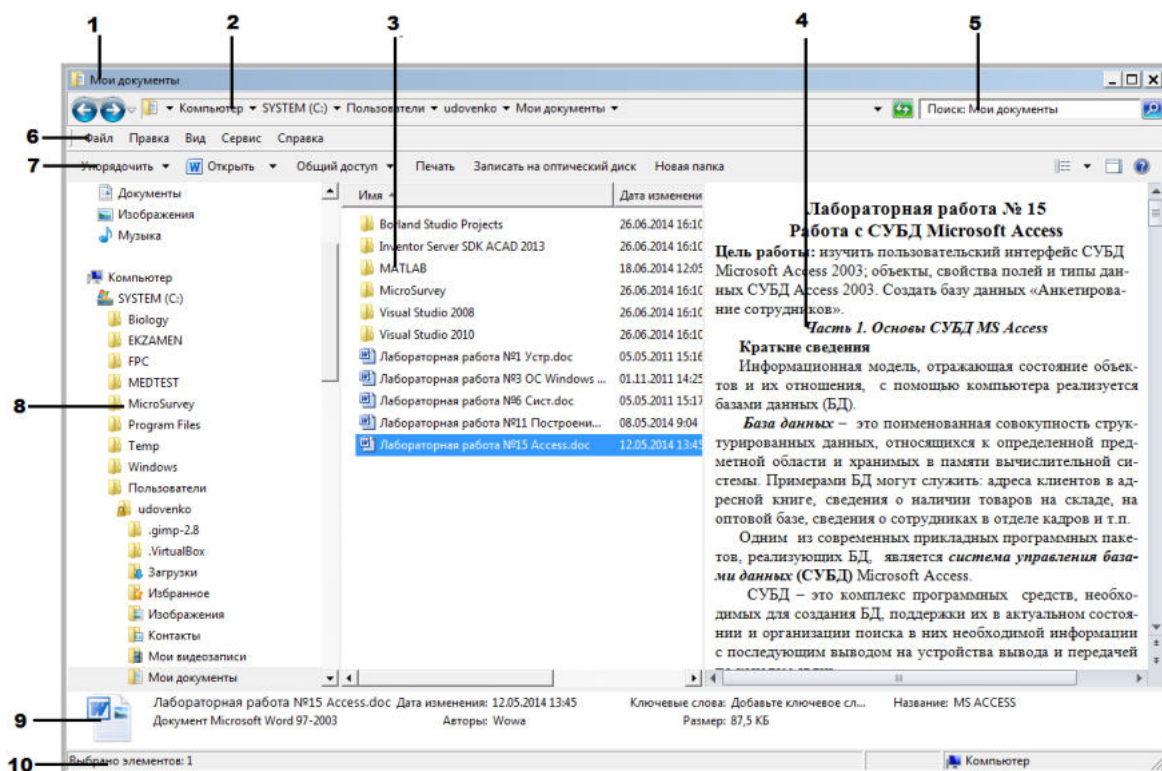 1
2
3
4
5
6
7
8
9
10
Мои документы
Компьютер ▾ SYSTEM (C:) ▾ Пользователи ▾ udovenko ▾ Мои документы ▾
Поиск: Мои документы
Файл Правка Вид Сервис Справка
Упорядочить ▾ Открыть ▾ Общий доступ ▾ Печать Записать на оптический диск Новая папка
Документы
Изображения
Музыка
Компьютер
SYSTEM (C:)
Biology
EKZAMEN
FPC
MEDTEST
MicroSurvey
Program Files
Temp
Windows
Пользователи
udovenko
.gimp-2.8
.VirtualBox
Загрузки
Избранное
Изображения
Контакты
Мои видеозаписи
Мои документы
Имя Дата изменени
Borland Studio Projects 26.06.2014 16:10
Inventor Server SDK ACAD 2013 26.06.2014 16:10
MATLAB 18.06.2014 12:05
MicroSurvey 26.06.2014 16:10
Visual Studio 2008 26.06.2014 16:10
Visual Studio 2010 26.06.2014 16:10
Лабораторная работа №1 Устр.doc 05.05.2011 15:16
Лабораторная работа №3 ОС Windows ... 01.11.2011 14:25
Лабораторная работа №6 Сист.doc 05.05.2011 15:17
Лабораторная работа №11 Построени... 08.05.2014 9:04
Лабораторная работа №15 Access.doc 12.05.2014 13:45
Лабораторная работа № 15
Работа с СУБД Microsoft Access
Цель работы: изучить пользовательский интерфейс СУБД
Microsoft Access 2003; объекты, свойства полей и типы дан-
ных СУБД Access 2003. Создать базу данных «Анкетирова-
ние сотрудников».
Часть 1. Основы СУБД MS Access
Краткие сведения
Информационная модель, отражающая состояние объек-
тов и их отношения, с помощью компьютера реализуется
базами данных (БД).
База данных – это поименованная совокупность струк-
турированных данных, относящихся к определенной пред-
метной области и хранимых в памяти вычислительной си-
стемы. Примерами БД могут служить: адреса клиентов в ад-
ресной книге, сведения о наличии товаров на складе, на
оптовой базе, сведения о сотрудниках в отделе кадров и т.п.
Одним из современных прикладных программных паке-
тов, реализующих БД, является система управления база-
ми данных (СУБД) Microsoft Access.
СУБД – это комплекс программных средств, необхо-
димых для создания БД, поддержки их в актуальном состоя-
нии и организации поиска в них необходимой информации
с последующим выводом на устройства вывода и передачей
Лабораторная работа №15 Access.doc Дата изменения: 12.05.2014 13:45 Ключевые слова: Добавьте ключевое сл... Название: MS ACCESS
Документ Microsoft Word 97-2003 Авторы: Wowa Размер: 87,5 КБ
Выбрано элементов: 1 Компьютер